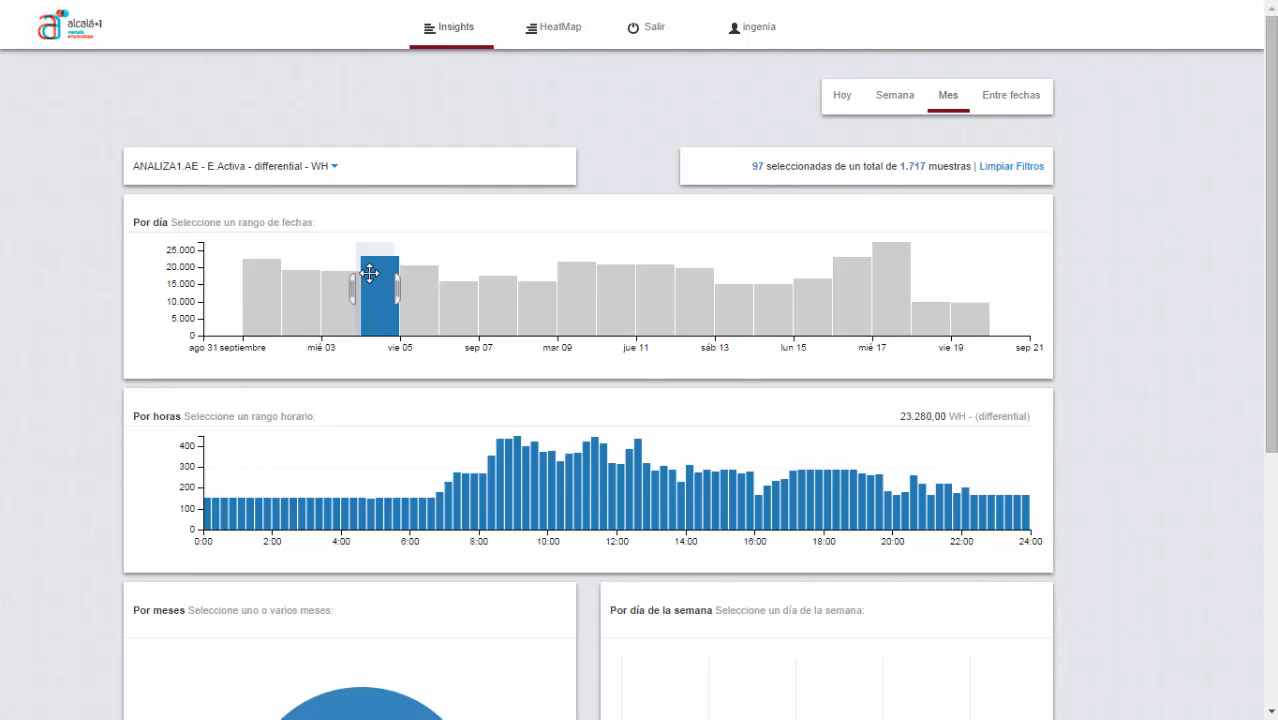 alcalá+i
Insights
HeatMap
Salir
ingenia
Hoy
Semana
Mes
Entre fechas
ANALIZA1.AE - E.Activa - differential - WH
97 seleccionadas de un total de 1.717 muestras | Limpiar Filtros
Por día Seleccione un rango de fechas:
25.000
20.000
15.000
10.000
5.000
0
ago 31 septiembre mié 03 vie 05 sep 07 mar 09 jue 11 sáb 13 lun 15 mié 17 vie 19 sep 21
Por horas Seleccione un rango horario:
23.280,00 WH - (differential)
400
300
200
100
0
0:00 2:00 4:00 6:00 8:00 10:00 12:00 14:00 16:00 18:00 20:00 22:00 24:00
Por meses Seleccione uno o varios meses:
Por día de la semana Seleccione un día de la semana: